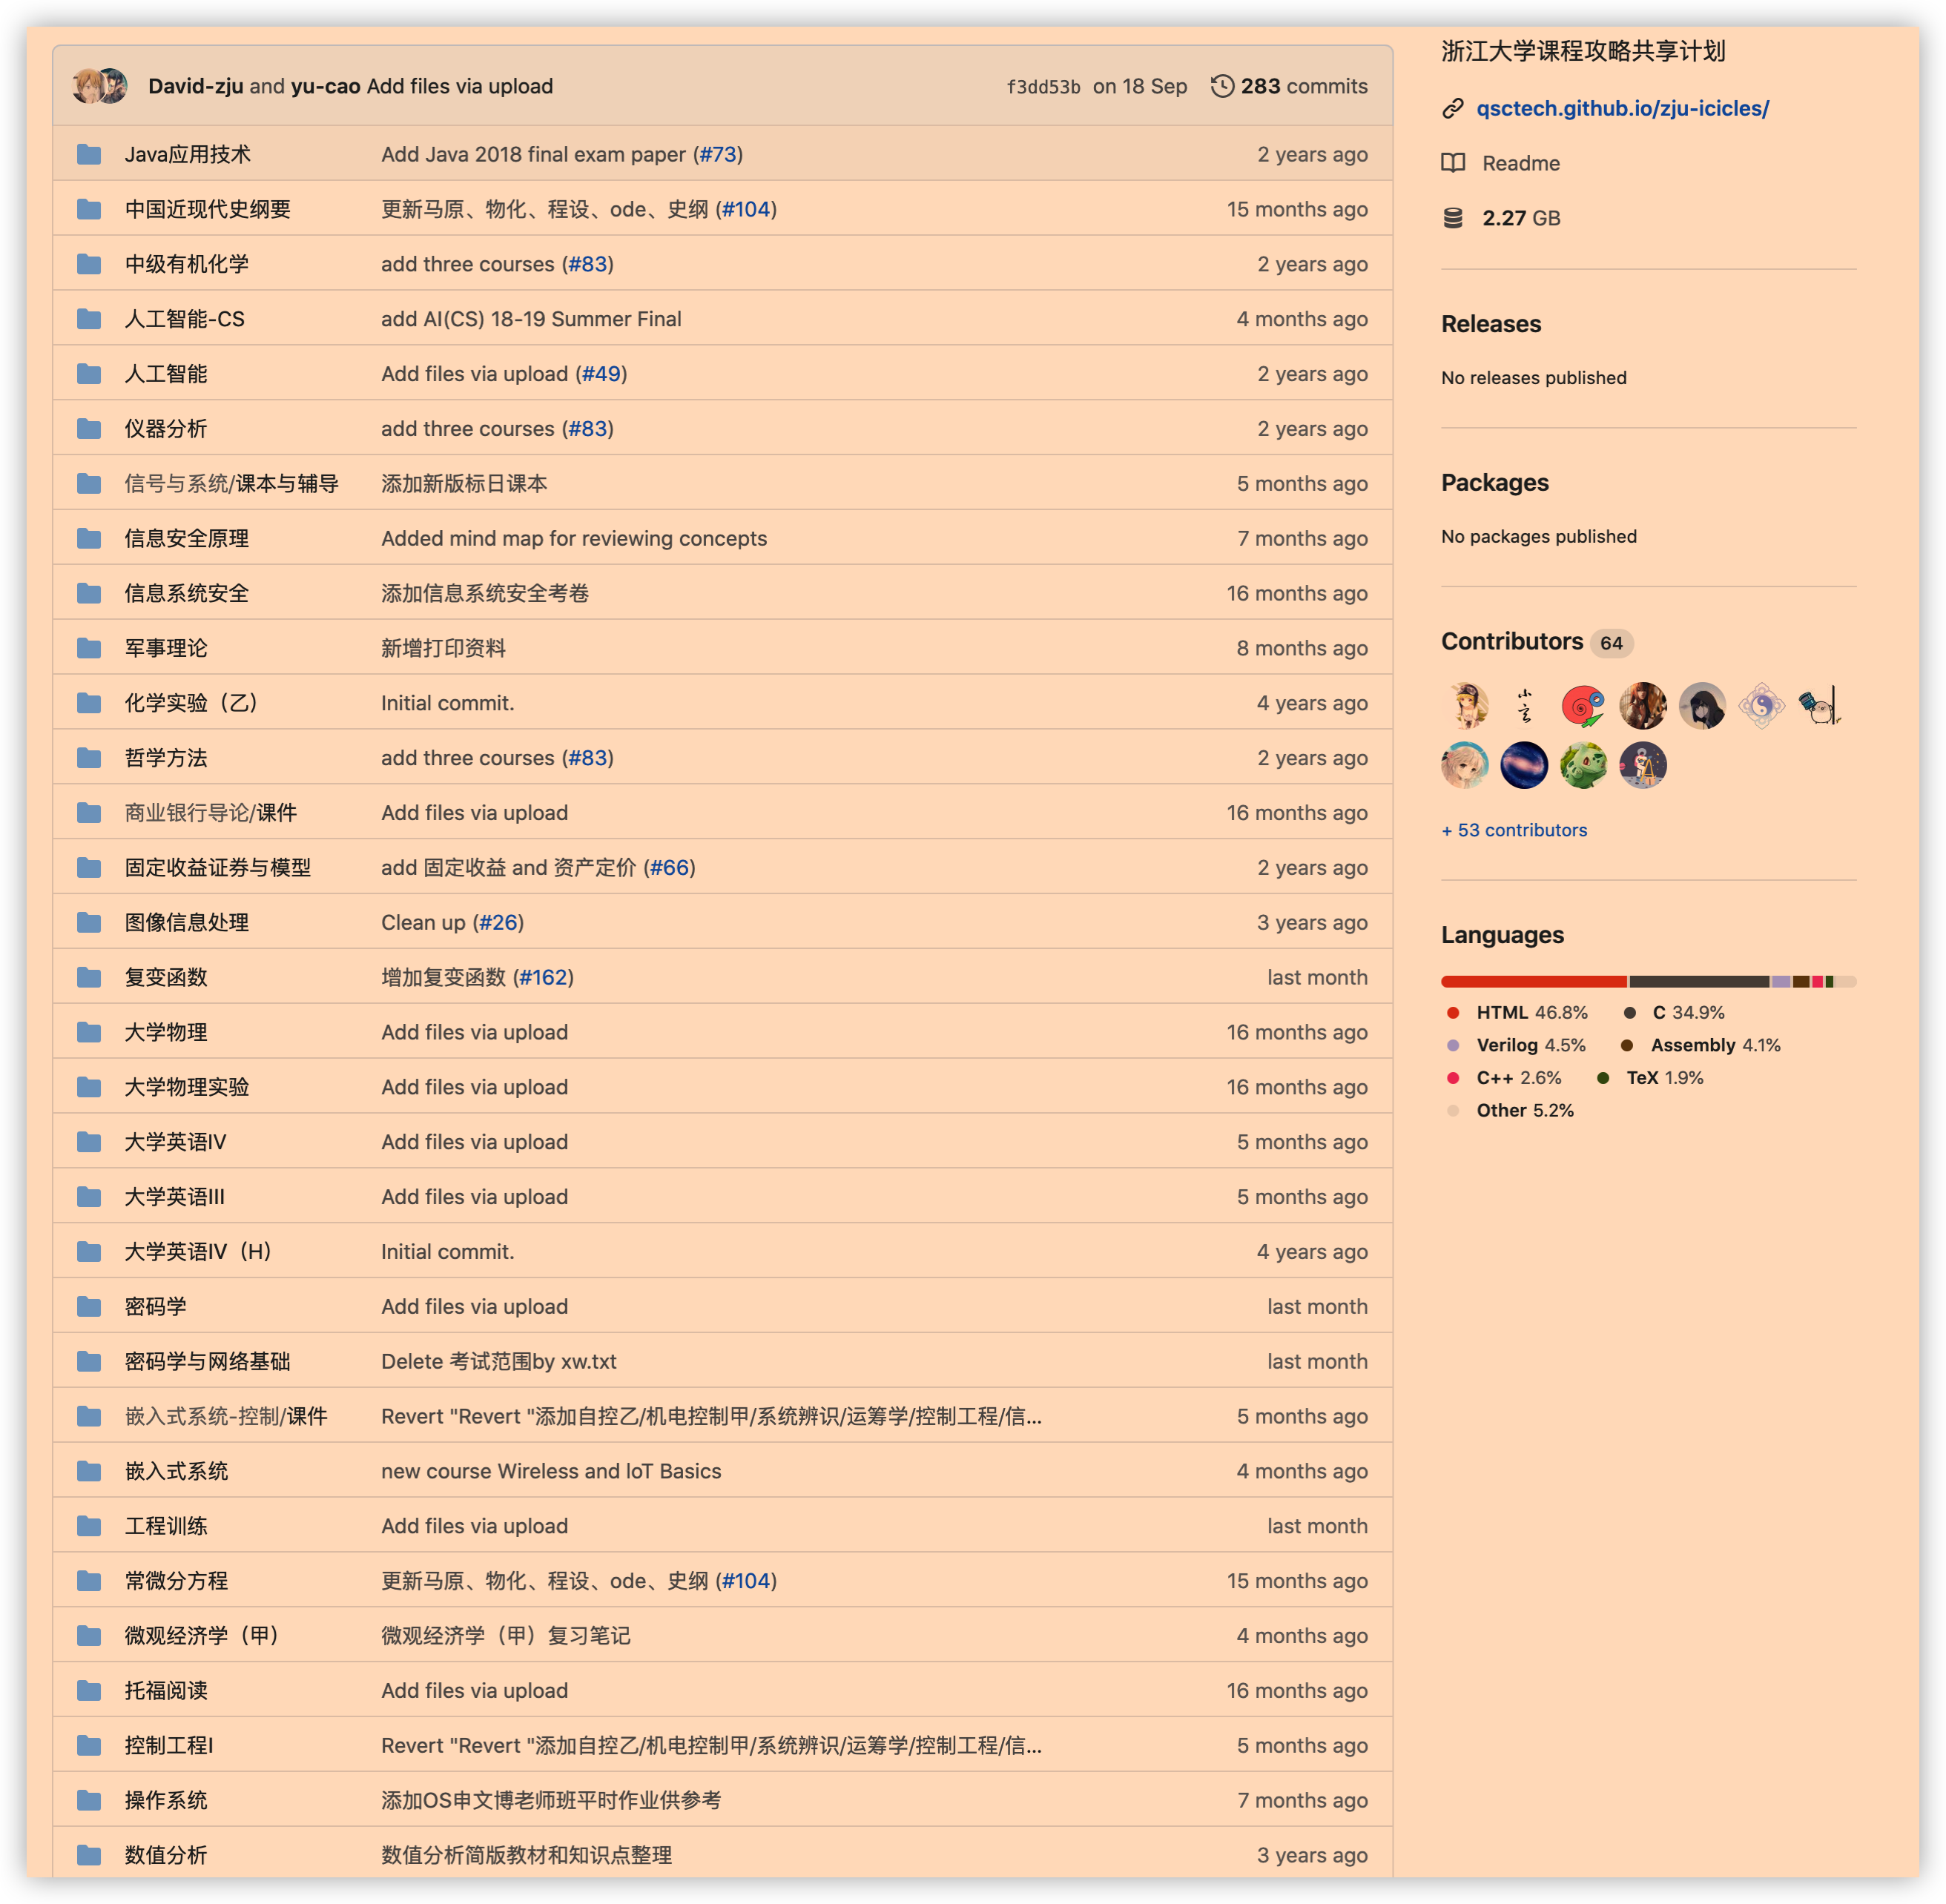 David-zju and yu-cao Add files via upload f3dd53b on 18 Sep 283 commits
Java应用技术 Add Java 2018 final exam paper (#73) 2 years ago
中国近现代史纲要 更新马原、物化、程设、ode、史纲 (#104) 15 months ago
中级有机化学 add three courses (#83) 2 years ago
人工智能-CS add AI(CS) 18-19 Summer Final 4 months ago
人工智能 Add files via upload (#49) 2 years ago
仪器分析 add three courses (#83) 2 years ago
信号与系统/课本与辅导 添加新版标日课本 5 months ago
信息安全原理 Added mind map for reviewing concepts 7 months ago
信息系统安全 添加信息系统安全考卷 16 months ago
军事理论 新增打印资料 8 months ago
化学实验（乙） Initial commit. 4 years ago
哲学方法 add three courses (#83) 2 years ago
商业银行导论/课件 Add files via upload 16 months ago
固定收益证券与模型 add 固定收益 and 资产定价 (#66) 2 years ago
图像信息处理 Clean up (#26) 3 years ago
复变函数 增加复变函数 (#162) last month
大学物理 Add files via upload 16 months ago
大学物理实验 Add files via upload 16 months ago
大学英语IV Add files via upload 5 months ago
大学英语III Add files via upload 5 months ago
大学英语IV（H） Initial commit. 4 years ago
密码学 Add files via upload last month
密码学与网络基础 Delete 考试范围by xw.txt last month
嵌入式系统-控制/课件 Revert "Revert "添加自控乙/机电控制甲/系统辨识/运筹学/控制工程/信... 5 months ago
嵌入式系统 new course Wireless and IoT Basics 4 months ago
工程训练 Add files via upload last month
常微分方程 更新马原、物化、程设、ode、史纲 (#104) 15 months ago
微观经济学（甲） 微观经济学（甲）复习笔记 4 months ago
托福阅读 Add files via upload 16 months ago
控制工程I Revert "Revert "添加自控乙/机电控制甲/系统辨识/运筹学/控制工程/信... 5 months ago
操作系统 添加OS申文博老师班平时作业供参考 7 months ago
数值分析 数值分析简版教材和知识点整理 3 years ago
浙江大学课程攻略共享计划
qsctech.github.io/zju-icicles/
Readme
2.27 GB
Releases
No releases published
Packages
No packages published
Contributors 64
小
玄
+ 53 contributors
Languages
HTML 46.8% C 34.9%
Verilog 4.5% Assembly 4.1%
C++ 2.6% TeX 1.9%
Other 5.2%